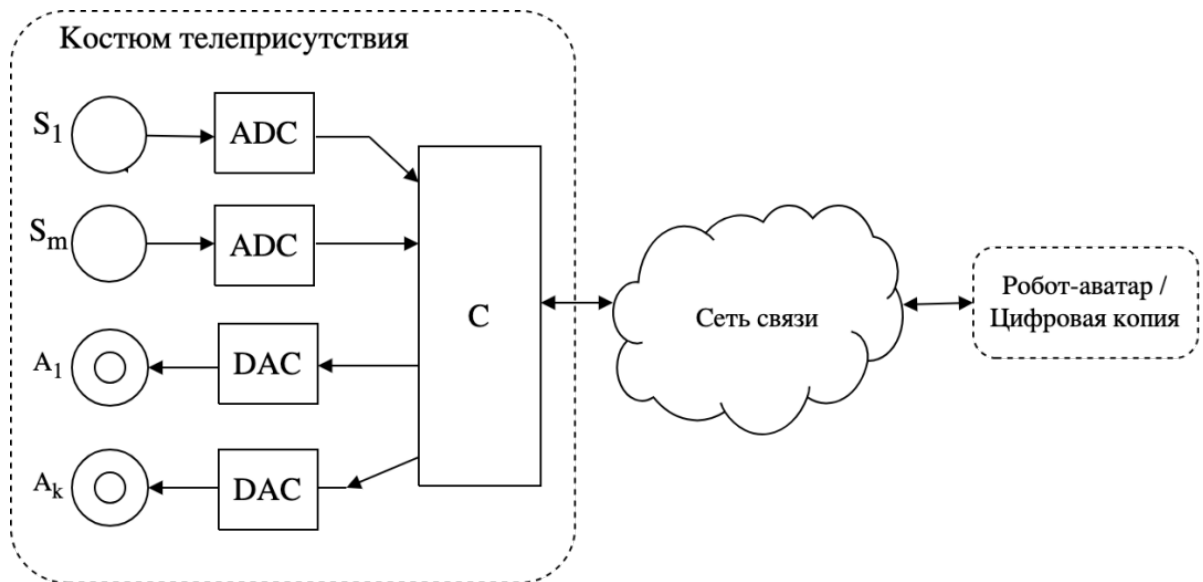 Костюм телеприсутствия
S1
ADC
Sm
ADC
C
A1
DAC
Ak
DAC
Сеть связи
Робот-аватар /
Цифровая копия